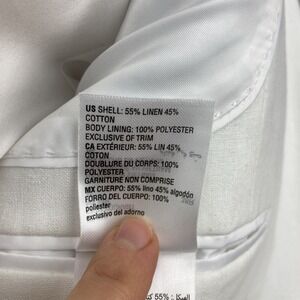 US SHELL: 55% LINEN 45%
COTTON
BODY LINING: 100% POLYESTER
EXCLUSIVE OF TRIM
CA EXTÉRIEUR: 55% LIN 45%
COTON
DOUBLURE DU CORPS: 100%
POLYESTER
GARNITURE NON COMPRISE
MX CUERPO: 55% lino 45% algodón
FORRO DEL CUERPO: 100%
poliester
exclusivo del adorno
55%